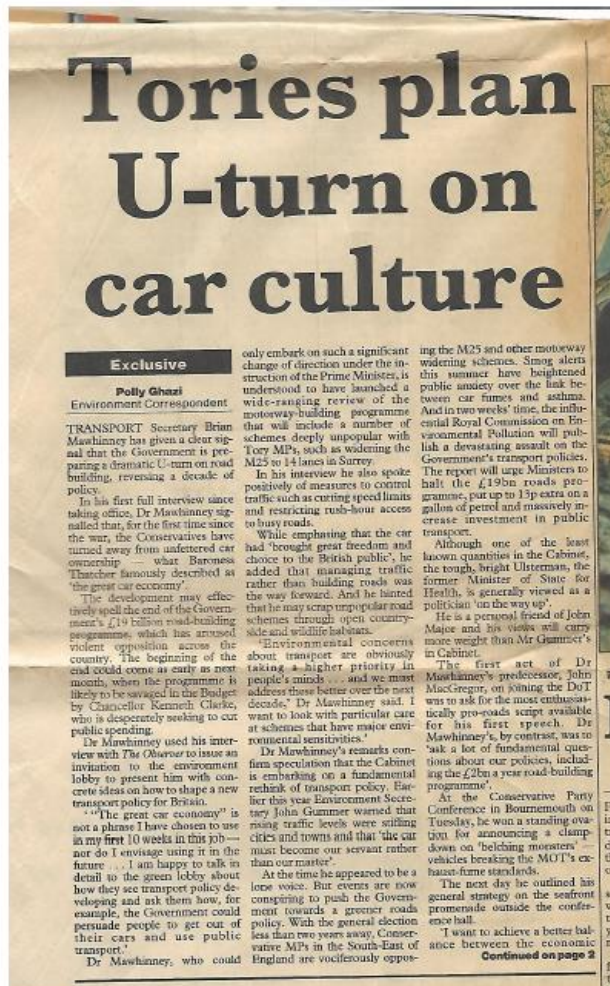 Tories plan
U-turn on
car culture
Exclusive
Polly Ghazi
Environment Correspondent
TRANSPORT Secretary Brian
Mawhinney has given a clear sig-
nal that the Government is pre-
paring a dramatic U-turn on road
building, reversing a decade of
policy.
In his first full interview since
taking office, Dr Mawhinney sig-
nalled that, for the first time since
the war, the Conservatives have
turned away from unfettered car
ownership — what Baroness
Thatcher famously described as
'the great car economy'.
The development may effec-
tively spell the end of the Govern-
ment's £19 billion road-building
programme, which has aroused
violent opposition across the
country. The beginning of the
end could come as early as next
month, when the programme is
likely to be savaged in the Budget
by Chancellor Kenneth Clarke,
who is desperately seeking to cut
public spending.
Dr Mawhinney used his inter-
view with The Observer to issue an
invitation to the environment
lobby to present him with con-
crete ideas on how to shape a new
transport policy for Britain.
'"The great car economy" is
not a phrase I have chosen to use
in my first 10 weeks in this job —
nor do I envisage using it in the
future . . . I am happy to talk in
detail to the green lobby about
how they see transport policy de-
veloping and ask them how, for
example, the Government could
persuade people to get out of
their cars and use public
transport.'
Dr Mawhinney, who could
only embark on such a significant
change of direction under the in-
struction of the Prime Minister, is
understood to have launched a
wide-ranging review of the
motorway-building programme
that will include a number of
schemes deeply unpopular with
Tory MPs, such as widening the
M25 to 14 lanes in Surrey.
In his interview he also spoke
positively of measures to control
traffic such as cutting speed limits
and restricting rush-hour access
to busy roads.
While emphasing that the car
had 'brought great freedom and
choice to the British public', he
added that managing traffic
rather than building roads was
the way forward. And he hinted
that he may scrap unpopular road
schemes through open country-
side and wildlife habitats.
'Environmental concerns
about transport are obviously
taking a higher priority in
people's minds . . . and we must
address these better over the next
decade,' Dr Mawhinney said. I
want to look with particular care
at schemes that have major envi-
ronmental sensitivities.'
Dr Mawhinney's remarks con-
firm speculation that the Cabinet
is embarking on a fundamental
rethink of transport policy. Ear-
lier this year Environment Secre-
tary John Gummer warned that
rising traffic levels were stifling
cities and towns and that 'the car
must become our servant rather
than our master'.
At the time he appeared to be a
lone voice. But events are now
conspiring to push the Govern-
ment towards a greener roads
policy. With the general election
less than two years away, Conser-
vative MPs in the South-East of
England are vociferously oppos-
ing the M25 and other motorway
widening schemes. Smog alerts
this summer have heightened
public anxiety over the link be-
tween car fumes and asthma.
And in two weeks' time, the influ-
ential Royal Commission on En-
vironmental Pollution will pub-
lish a devastating assault on the
Government's transport policies.
The report will urge Ministers to
halt the £19bn roads pro-
gramme, put up to 13p extra on a
gallon of petrol and massively in-
crease investment in public
transport.
Although one of the least
known quantities in the Cabinet,
the tough, bright Ulsterman, the
former Minister of State for
Health, is generally viewed as a
politician 'on the way up'.
He is a personal friend of John
Major and his views will carry
more weight than Mr Gummer's
in Cabinet.
The first act of Dr
Mawhinney's predecessor, John
MacGregor, on joining the DoT
was to ask for the most enthusias-
tically pro-roads script available
for his first speech. Dr
Mawhinney's, by contrast, was to
'ask a lot of fundamental ques-
tions about our policies, includ-
ing the £2bn a year road-building
programme'.
At the Conservative Party
Conference in Bournemouth on
Tuesday, he won a standing ova-
tion for announcing a clamp-
down on 'belching monsters' —
vehicles breaking the MOT's ex-
haust-fume standards.
The next day he outlined his
general strategy on the seafront
promenade outside the confer-
ence hall.
'I want to achieve a better bal-
ance between the economic
Continued on page 2